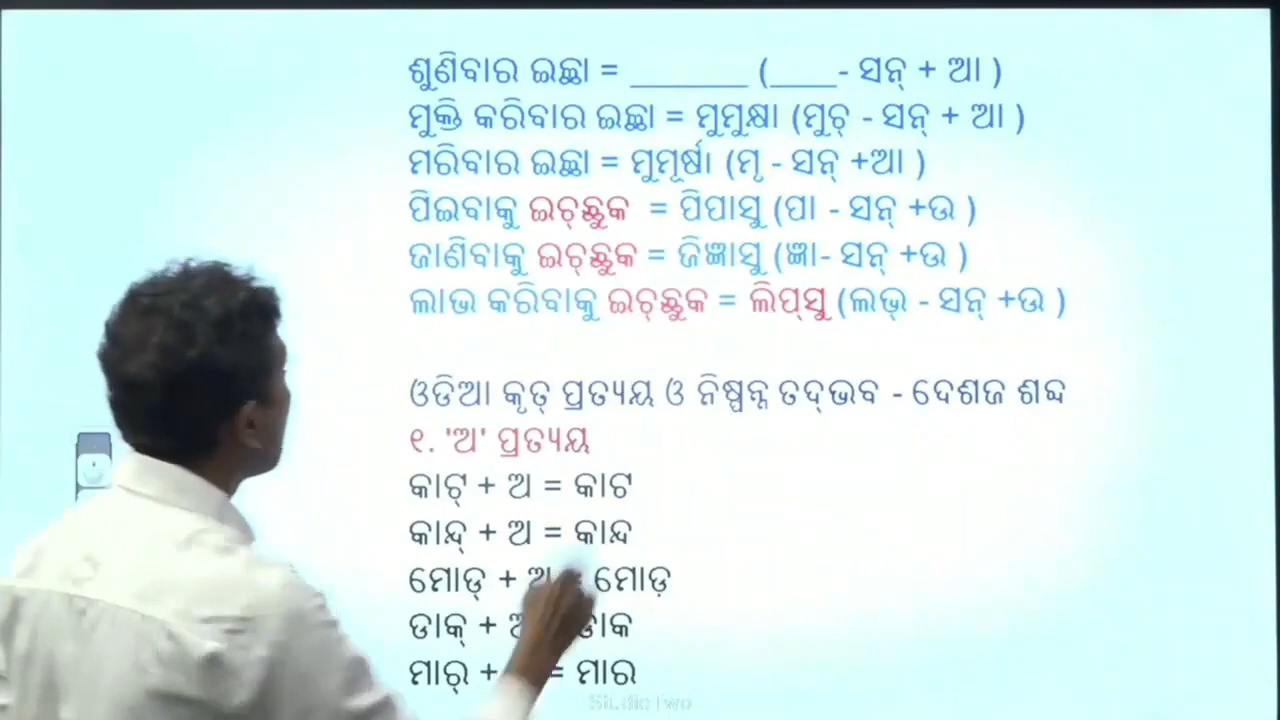 ଶୁଣିବାର ଇଚ୍ଛା = _______ (____- ସନ୍ + ଆ )
ମୁକ୍ତି କରିବାର ଇଚ୍ଛା = ମୁମୁକ୍ଷା (ମୁଚ୍ - ସନ୍ + ଆ )
ମରିବାର ଇଚ୍ଛା = ମୁମୂର୍ଷା (ମୃ - ସନ୍ +ଆ )
ପିଇବାକୁ ଇଚ୍‌ଛୁକ = ପିପାସୁ (ପା - ସନ୍ +ଉ )
ଜାଣିବାକୁ ଇଚ୍‌ଛୁକ = ଜିଜ୍ଞାସୁ (ଜ୍ଞା- ସନ୍ +ଉ )
ଲାଭ କରିବାକୁ ଇଚ୍‌ଛୁକ = ଲିପ୍‌ସୁ (ଲଭ୍ - ସନ୍ +ଉ )
ଓଡିଆ କୃତ୍ ପ୍ରତ୍ୟୟ ଓ ନିଷ୍ପନ୍ନ ତଦ୍‌ଭବ - ଦେଶଜ ଶବ୍ଦ
୧. 'ଅ' ପ୍ରତ୍ୟୟ
କାଟ୍ + ଅ = କାଟ
କାନ୍ଦ୍ + ଅ = କାନ୍ଦ
ମୋଡ୍ + ଅ = ମୋଡ଼
ଡାକ୍ + ଡାକ
ମାର୍ + = ମାର